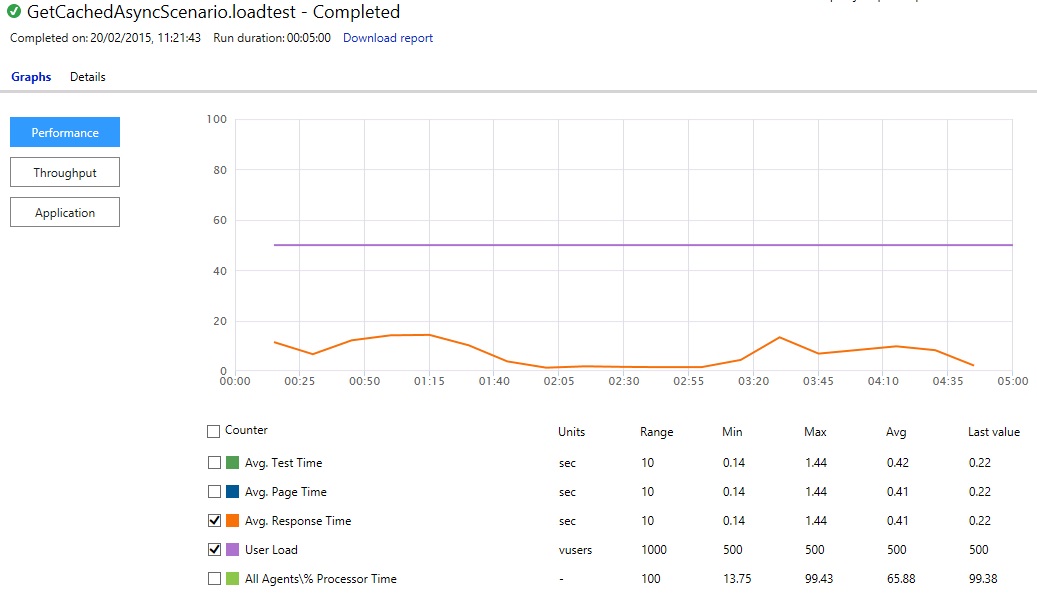 GetCachedAsyncScenario.loadtest - Completed
Completed on: 20/02/2015, 11:21:43 Run duration: 00:05:00 Download report
Graphs Details
Performance
Throughput
Application
100
80
60
40
20
0
00:00 00:25 00:50 01:15 01:40 02:05 02:30 02:55 03:20 03:45 04:10 04:35 05:00
Counter Units Range Min Max Avg Last value
Avg. Test Time sec 10 0.14 1.44 0.42 0.22
Avg. Page Time sec 10 0.14 1.44 0.41 0.22
Avg. Response Time sec 10 0.14 1.44 0.41 0.22
User Load vusers 1000 500 500 500 500
All Agents\% Processor Time - 100 13.75 99.43 65.88 99.38